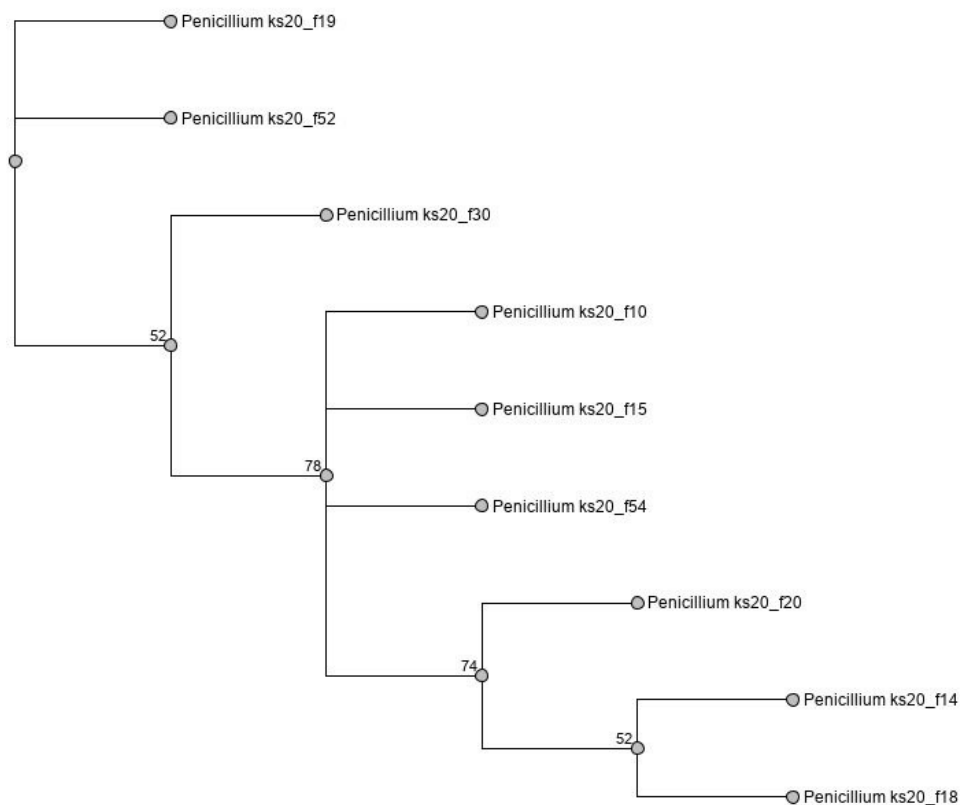 Penicillium ks20_f19
Penicillium ks20_f52
Penicillium ks20_f30
Penicillium ks20_f10
52
Penicillium ks20_f15
78
Penicillium ks20_f54
Penicillium ks20_f20
74
Penicillium ks20_f14
52
Penicillium ks20_f18